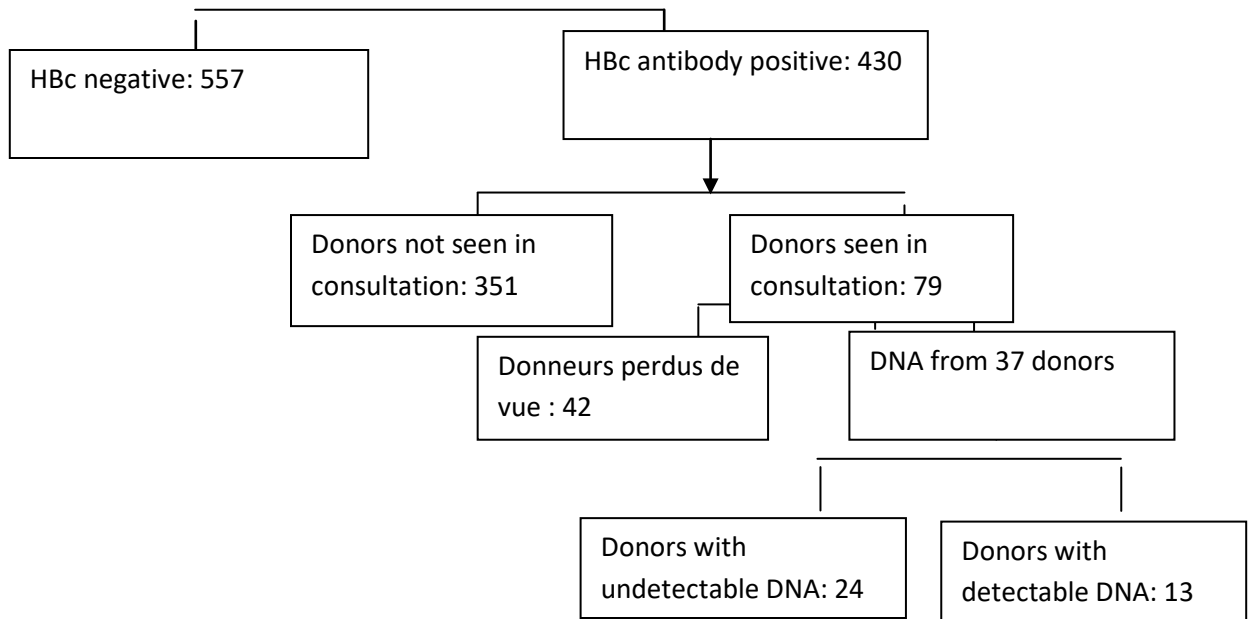 HBc negative: 557
HBc antibody positive: 430
Donors not seen in
consultation: 351
Donors seen in
consultation: 79
Donneurs perdus de
vue : 42
DNA from 37 donors
Donors with
undetectable DNA: 24
Donors with
detectable DNA: 13